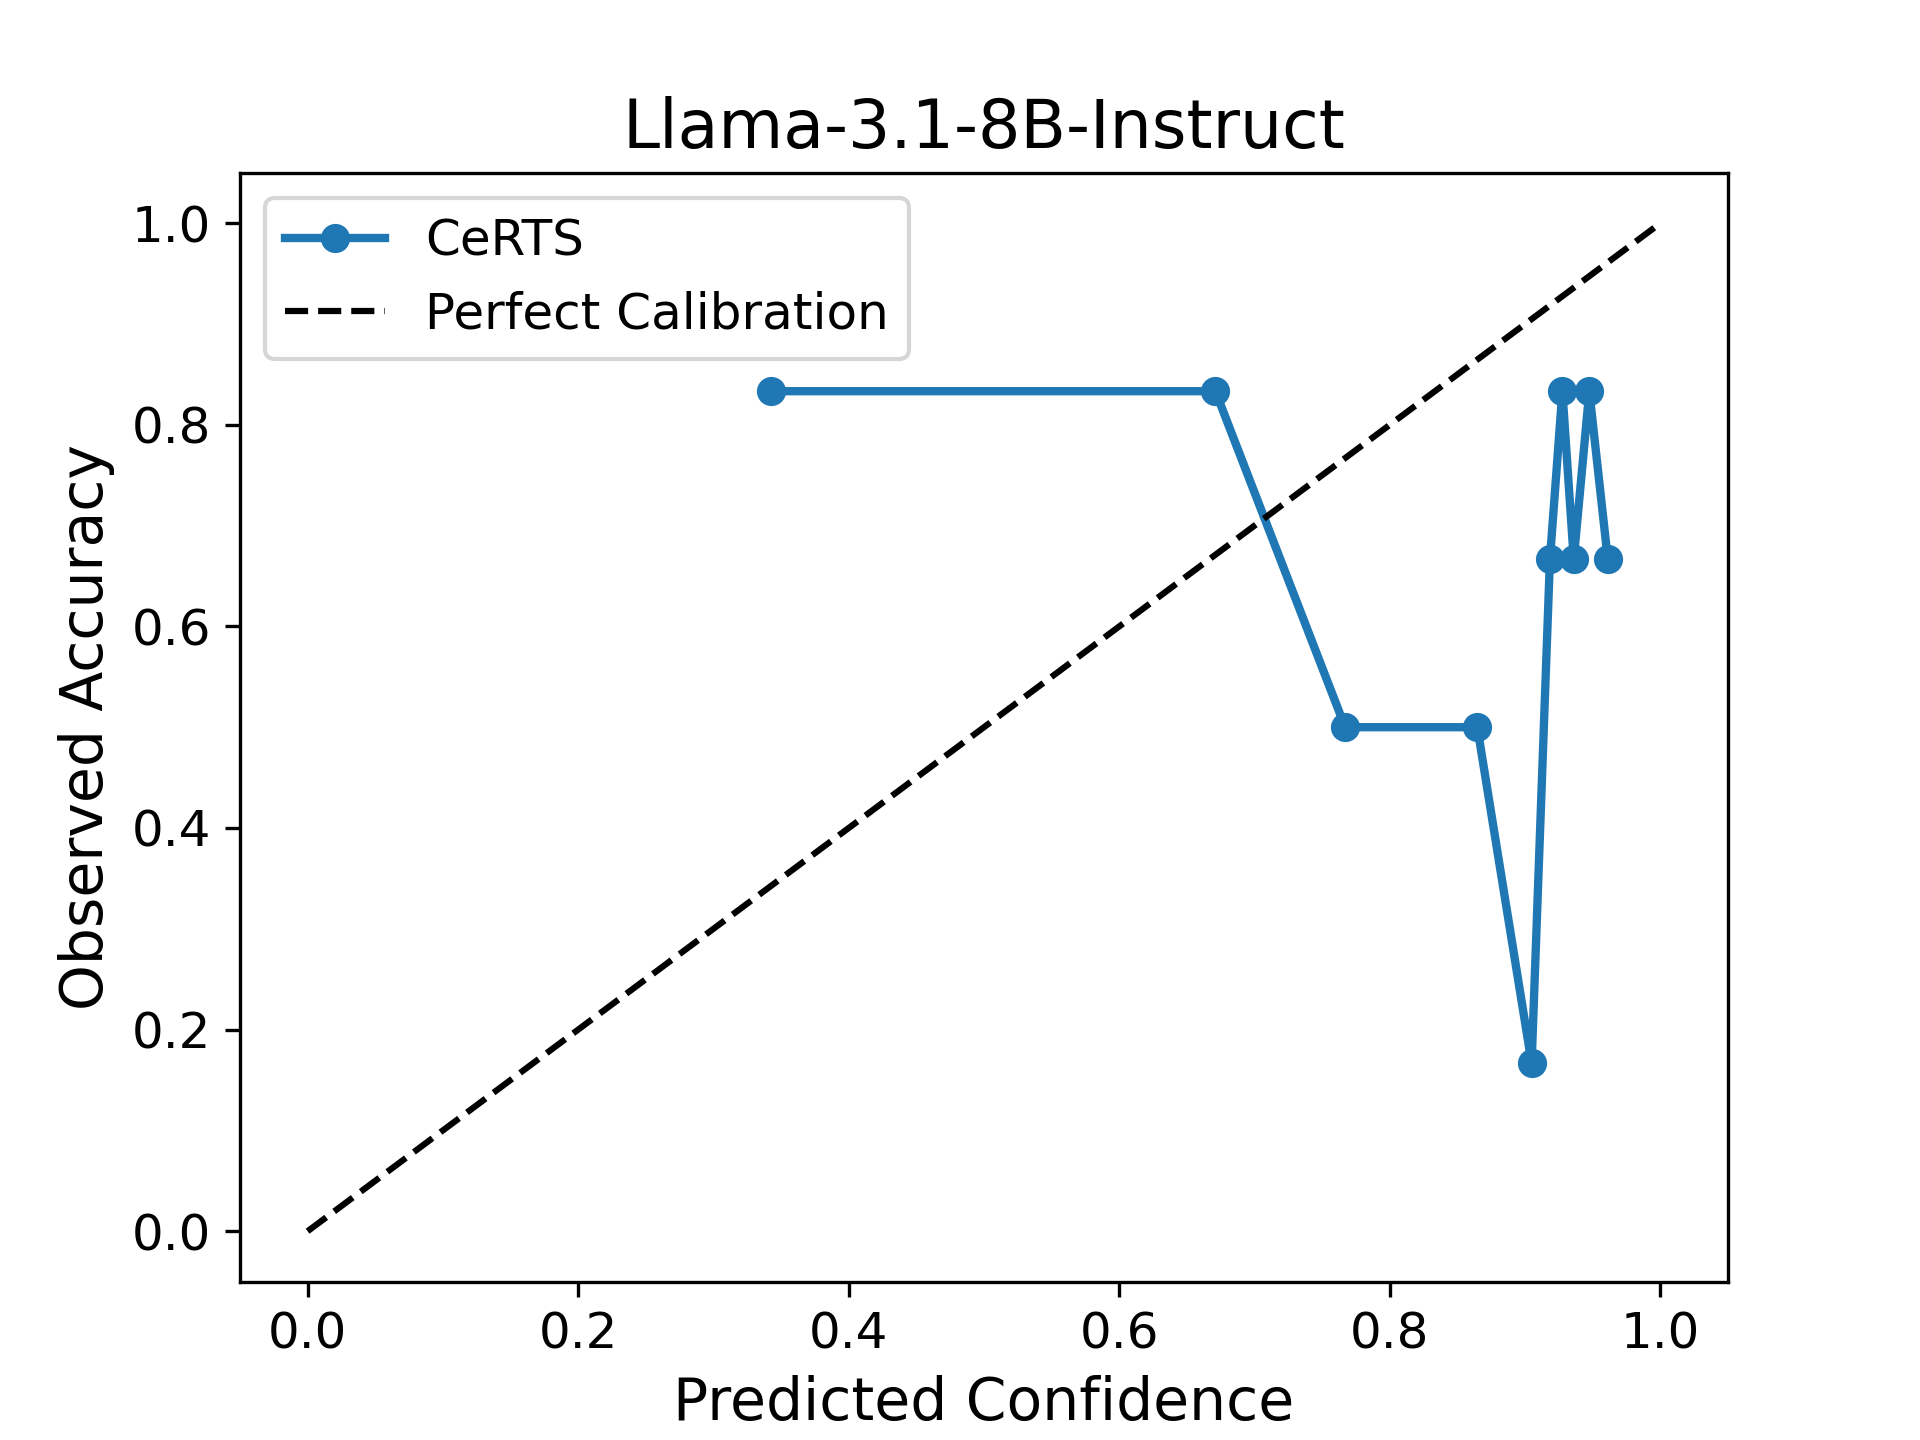 Llama-3.1-8B-Instruct
CeRTS
Perfect Calibration
1.0
0.8
0.6
0.4
0.2
0.0
Observed Accuracy
0.0 0.2 0.4 0.6 0.8 1.0
Predicted Confidence